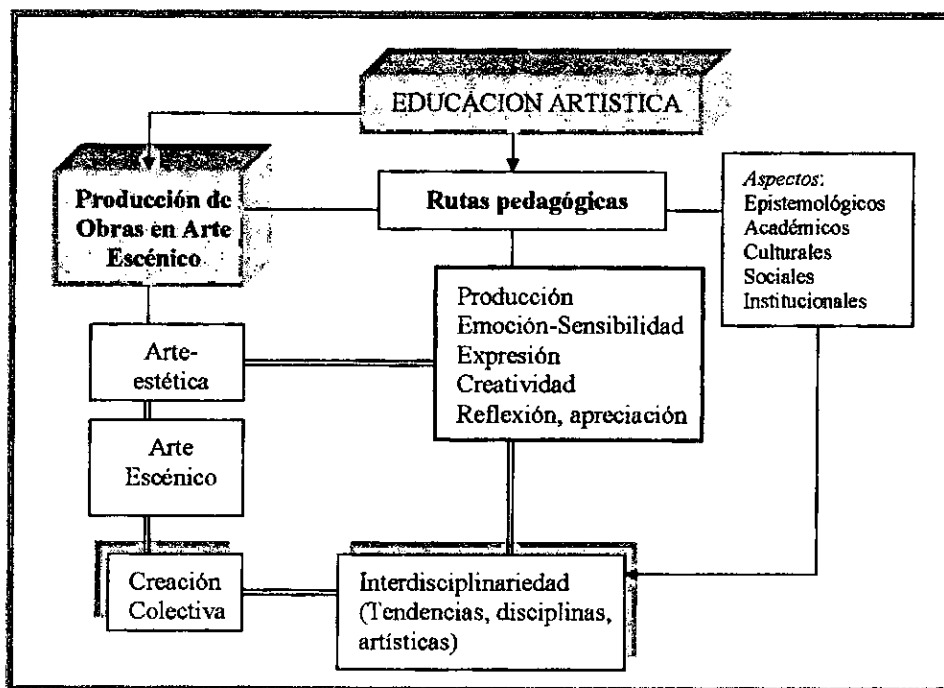 EDUCACION ARTISTICA
Producción de
Obras en Arte
Escénico
Rutas pedagógicas
Aspectos:
Epistemológicos
Académicos
Culturales
Sociales
Institucionales
Producción
Emoción-Sensibilidad
Expresión
Creatividad
Reflexión, apreciación
Arte-
estética
Arte
Escénico
Creación
Colectiva
Interdisciplinariedad
(Tendencias, disciplinas,
artísticas)